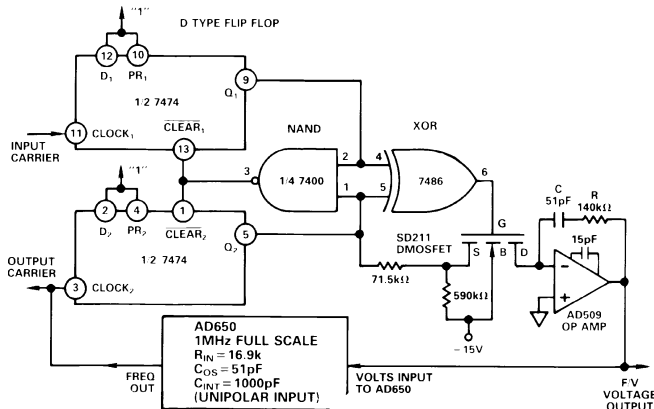 "1"
D TYPE FLIP FLOP
12
10
D1
PR1
9
Q1
1/2 7474
11
CLOCK1
CLEAR1
INPUT
CARRIER
13
NAND
XOR
3
2
1
1/4 7400
4
5
7486
6
"1"
2
4
1
D2
PR2
CLEAR2
5
Q2
1/2 7474
OUTPUT
CARRIER
3
CLOCK2
SD211
DMOSFET
G
S
B
D
71.5kΩ
590kΩ
−15V
C
51pF
R
140kΩ
15pF
−
+
AD509
OP AMP
AD650
1MHz FULL SCALE
RIN = 16.9k
COS = 51pF
CINT = 1000pF
(UNIPOLAR INPUT)
FREQ
OUT
VOLTS INPUT
TO AD650
F/V
VOLTAGE
OUTPUT